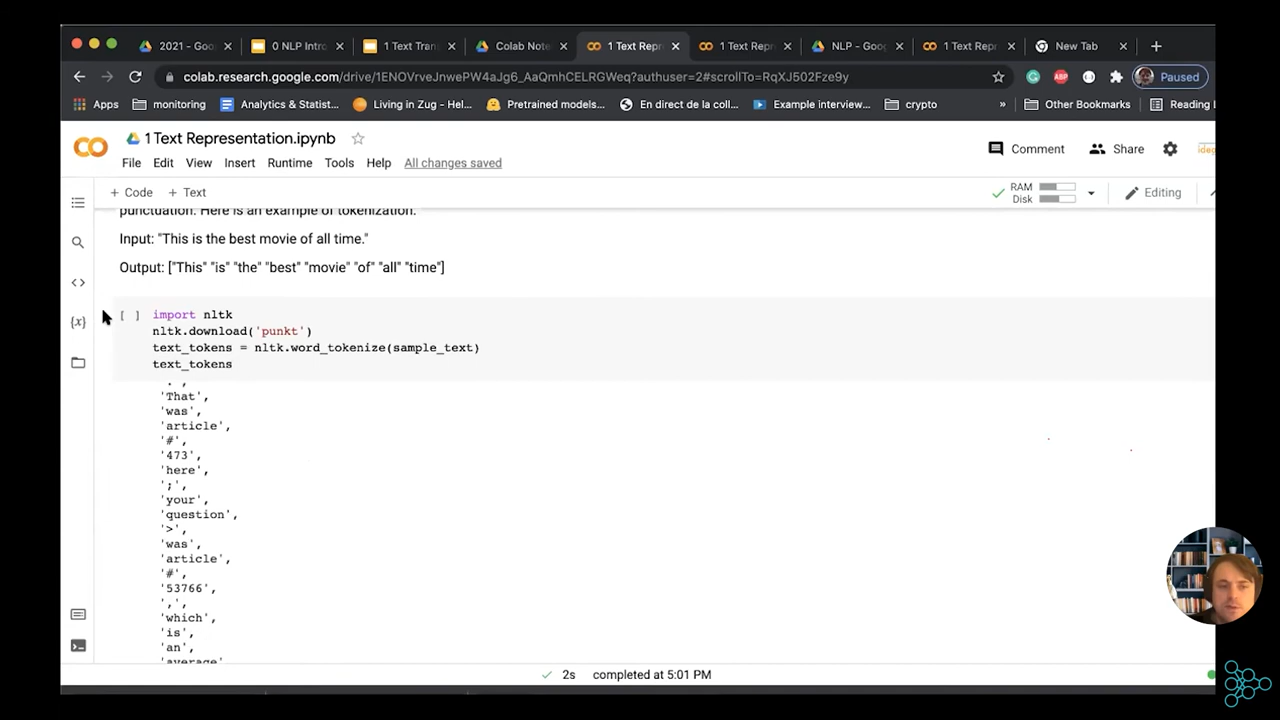 2021 - Goo
0 NLP Intro
1 Text Tran
Colab Note
1 Text Repr
1 Text Repr
NLP - Goog
1 Text Repr
New Tab
colab.research.google.com/drive/1ENOVrveJnwePW4aJg6_AaQmhCELRGWeq?authuser=2#scrollTo=RqXJ502Fze9y
ABP
Paused
Apps
monitoring
Analytics & Statist...
Living in Zug - Hel...
Pretrained models...
En direct de la coll...
Example interview...
crypto
»
Other Bookmarks
Reading
1 Text Representation.ipynb
Comment
Share
File Edit View Insert Runtime Tools Help All changes saved
+ Code + Text
RAM
Disk
Editing
punctuation. Here is an example of tokenization.
Input: "This is the best movie of all time."
Output: ["This" "is" "the" "best" "movie" "of" "all" "time"]
[ ] import nltk
nltk.download('punkt')
text_tokens = nltk.word_tokenize(sample_text)
text_tokens
'.',
'That',
'was',
'article',
'#',
'473',
'here',
';',
'your',
'question',
'>',
'was',
'article',
'#',
'53766',
',',
'which',
'is',
'an',
'average'
2s completed at 5:01 PM